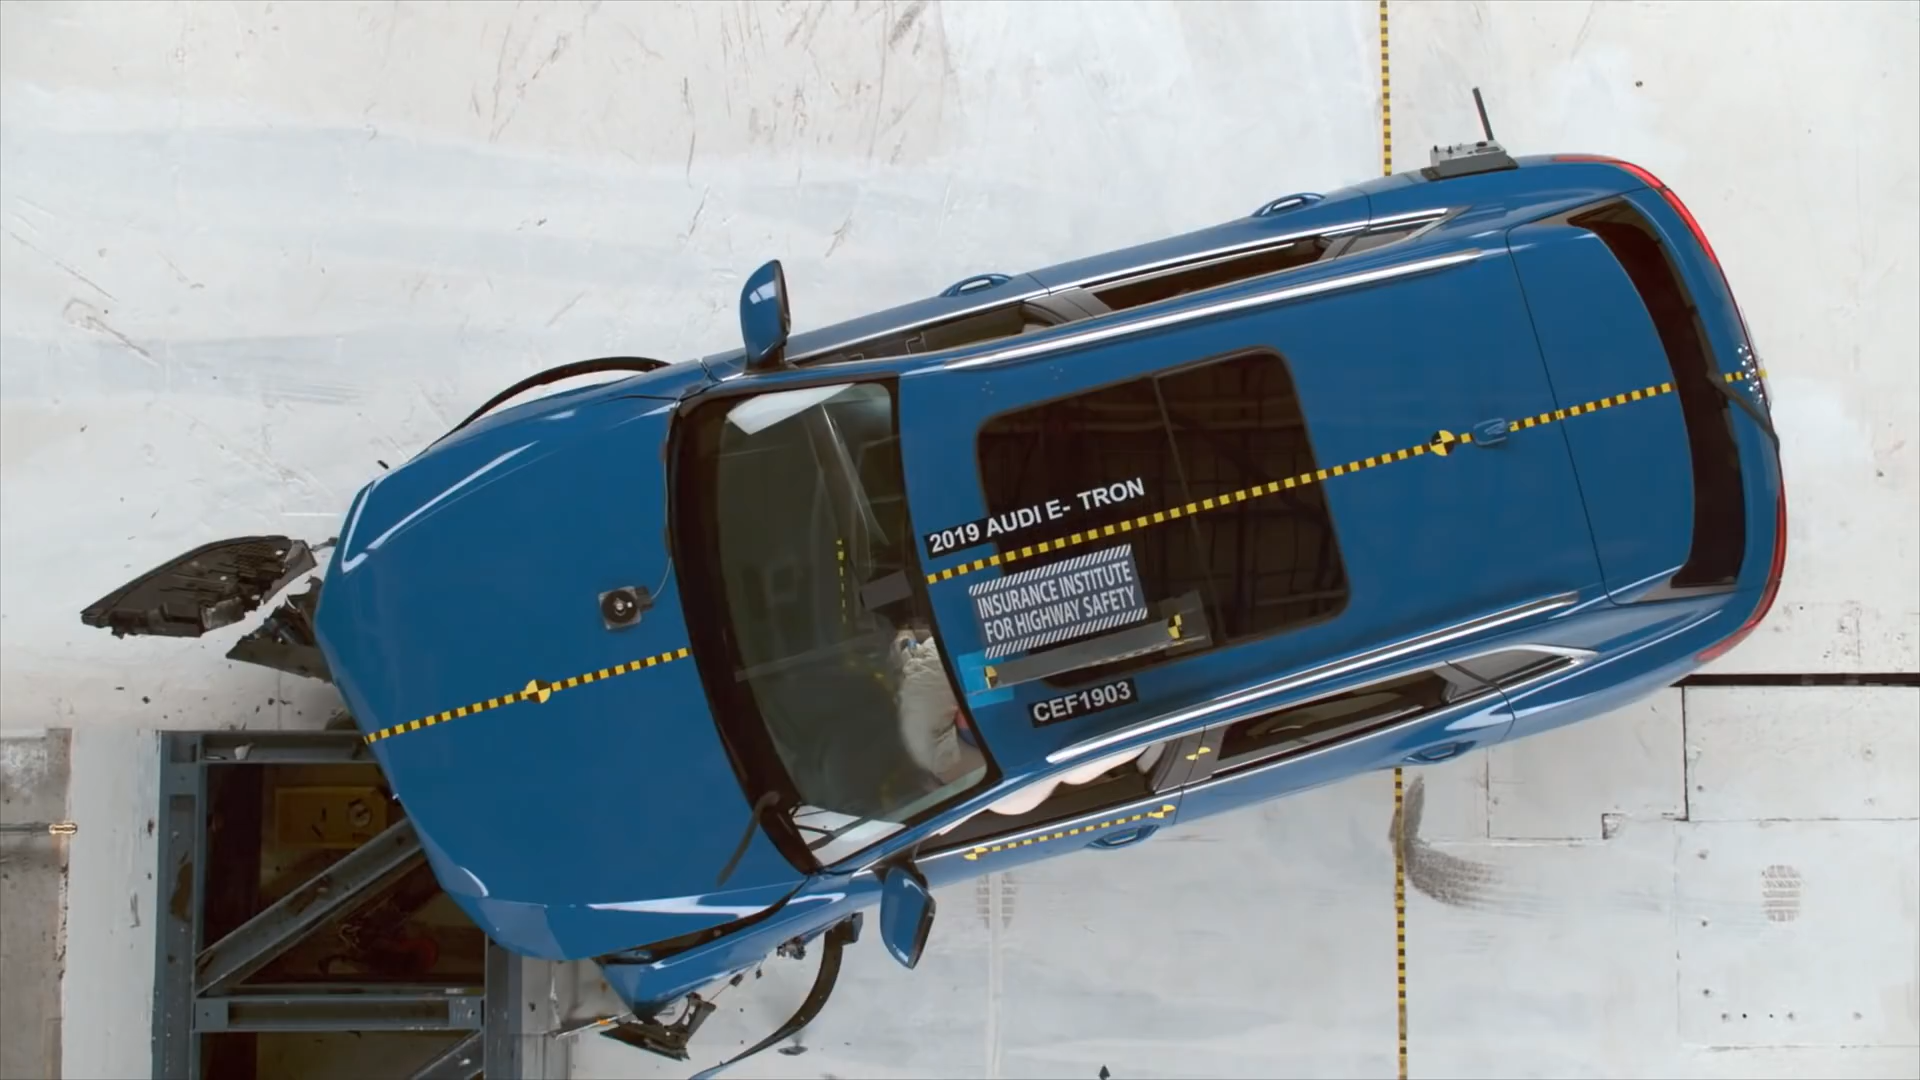 2019 AUDI E- TRON
INSURANCE INSTITUTE
FOR HIGHWAY SAFETY
CEF1903